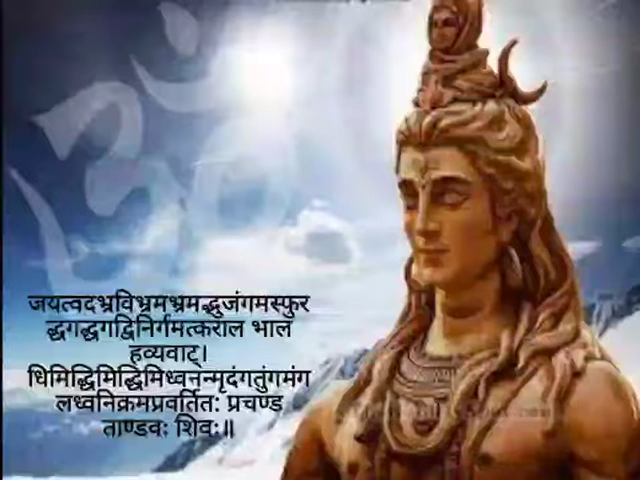 ॐ
जयत्वदभ्रविभ्रमभ्रमद्भुजंगमस्फुर
द्धगद्धगद्विनिर्गमत्कराल भाल
हव्यवाट्।
धिमिद्धिमिद्धिमिध्वनन्मृदंगतुंगमंग
लध्वनिक्रमप्रवर्तित: प्रचण्ड
ताण्डवः शिवः॥